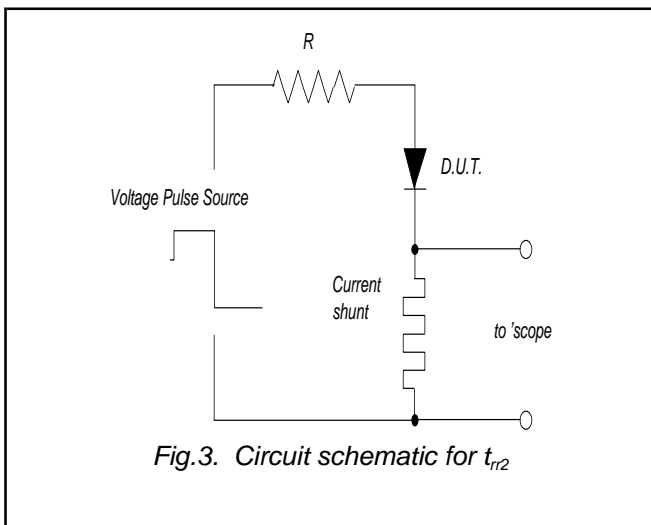 R
D.U.T.
Voltage Pulse Source
Current
shunt
to 'scope
Fig.3. Circuit schematic for trr2